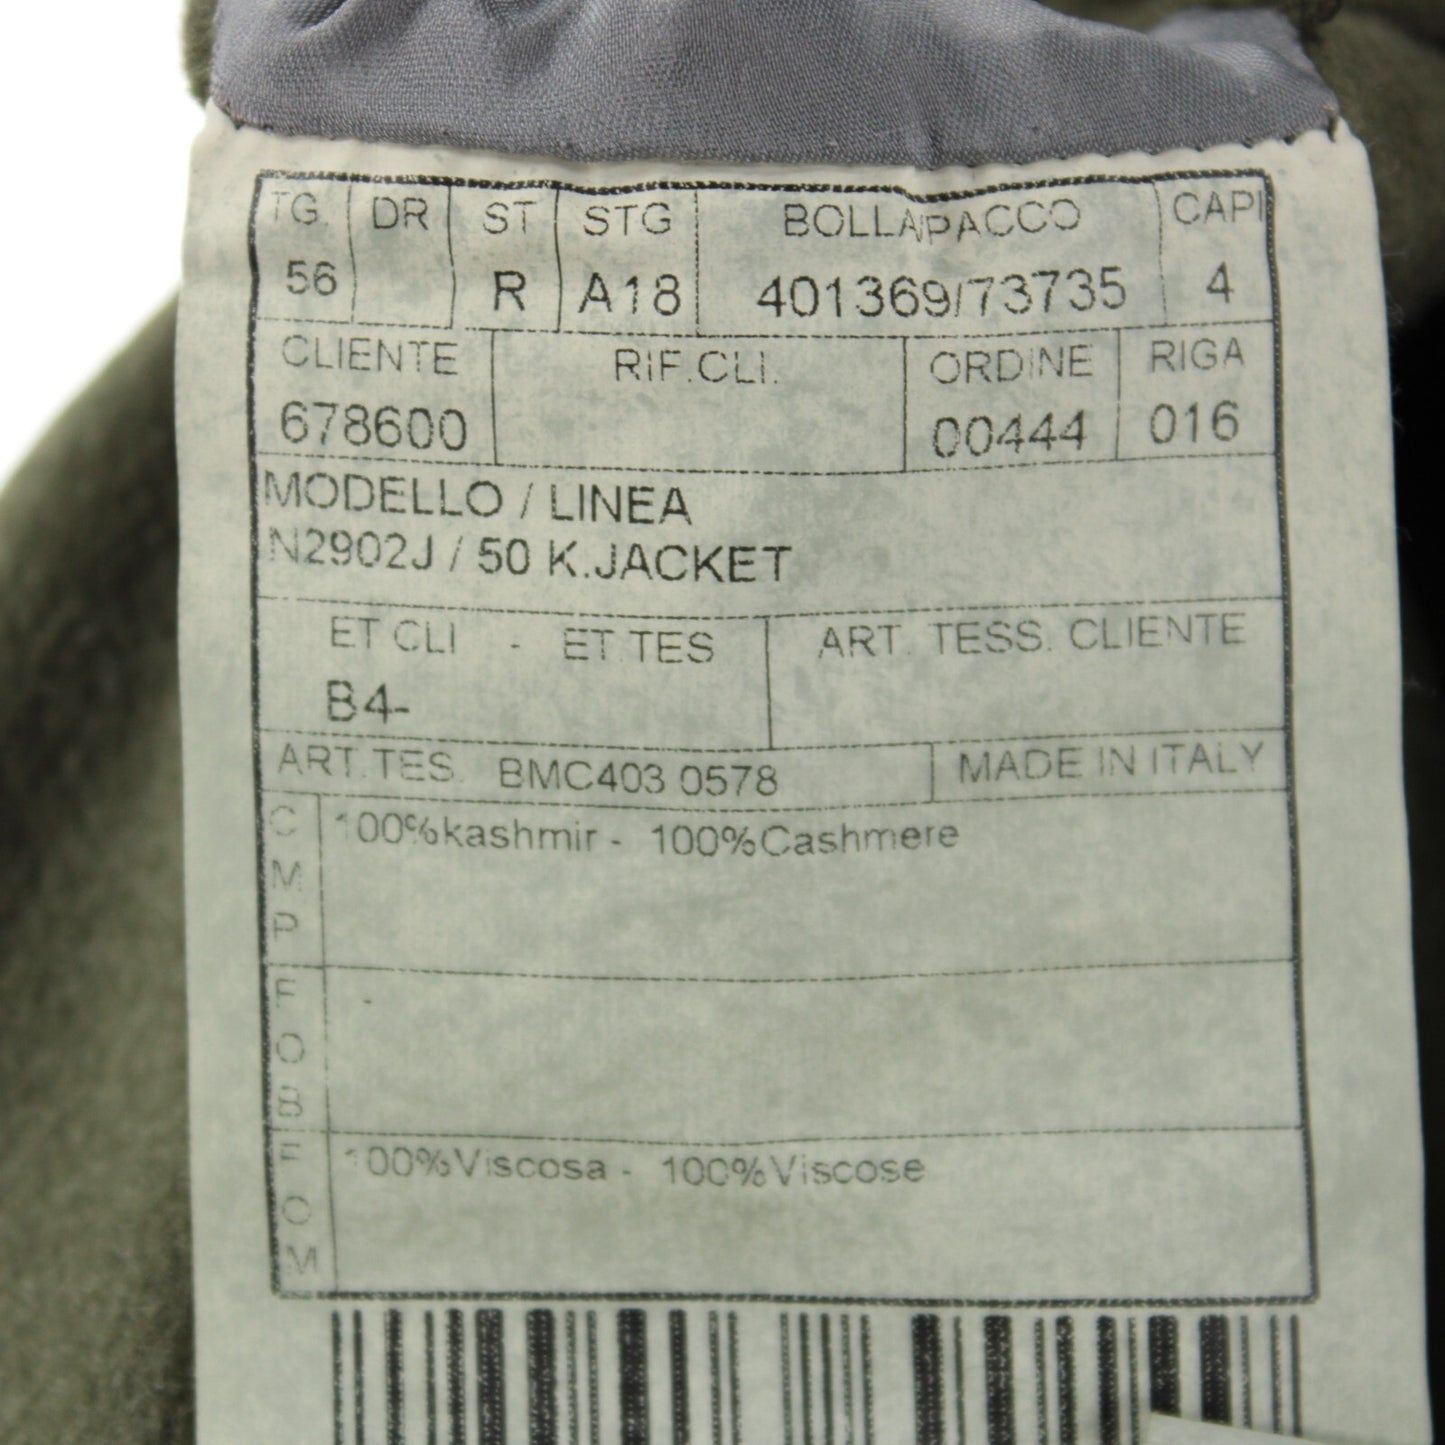 TG. DR ST STG BOLLA/PACCO CAPI
56 R A18 401369/73735 4
CLIENTE RIF.CLI. ORDINE RIGA
678600 00444 016
MODELLO / LINEA
N2902J / 50 K.JACKET
ET CLI - ET.TES ART. TESS. CLIENTE
B4-
ART.TES. BMC403 0578 MADE IN ITALY
C 100%kashmir - 100%Cashmere
M
P
F -
O
B
F 100%Viscosa - 100%Viscose
O
M